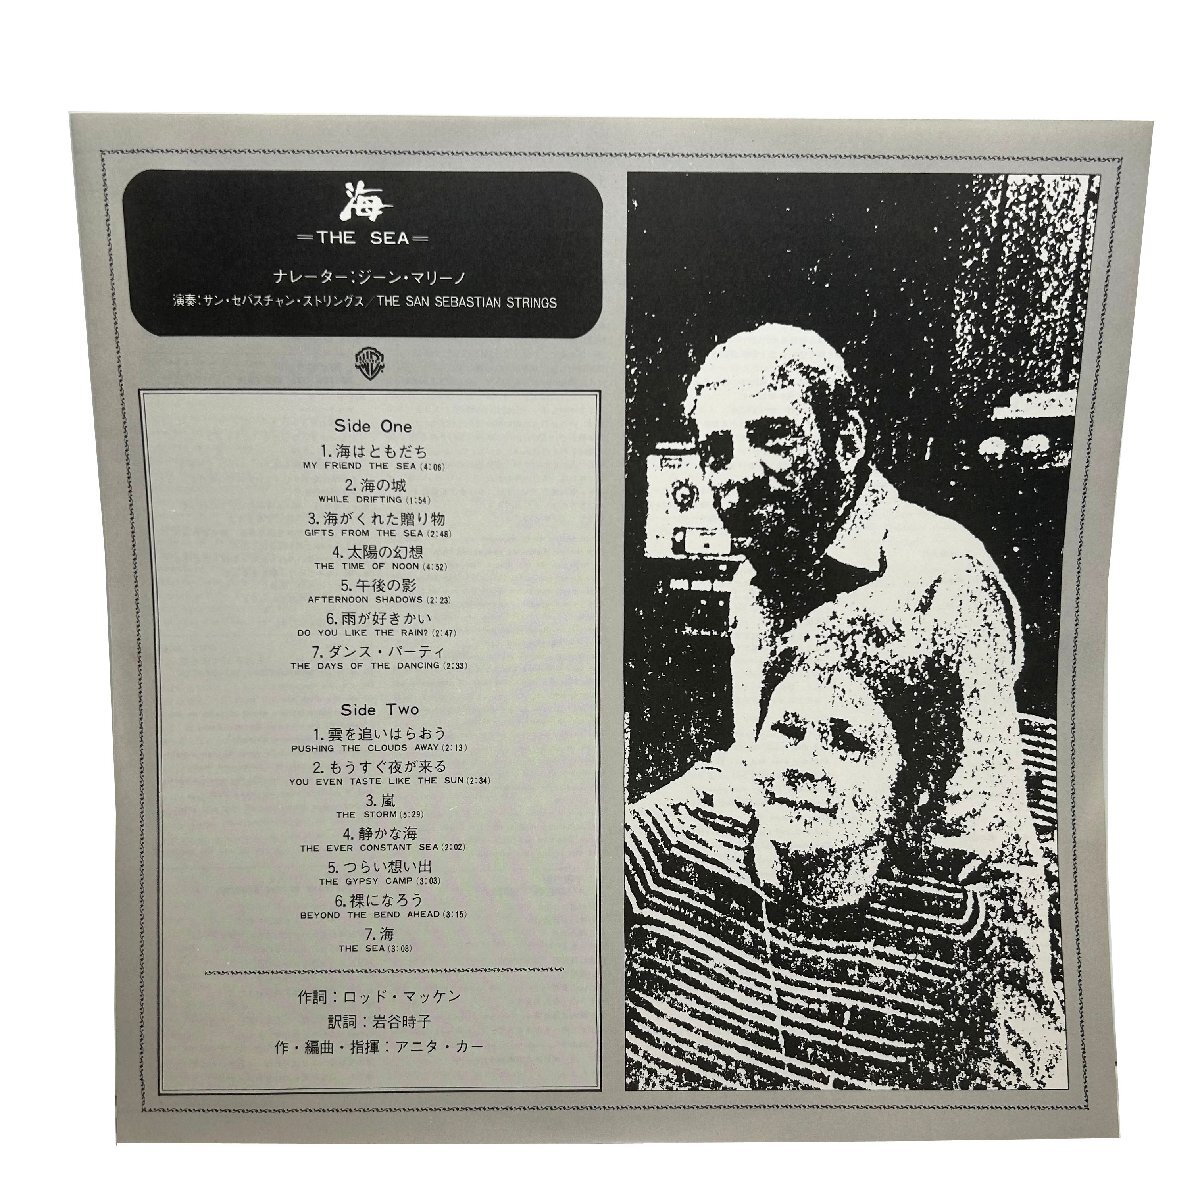 海
=THE SEA=
ナレーター:ジーン・マリーノ
演奏:サン・セバスチャン・ストリングス/THE SAN SEBASTIAN STRINGS
Side One
1.海はともだち
MY FRIEND THE SEA(4:06)
2.海の城
WHILE DRIFTING(1:54)
3.海がくれた贈り物
GIFTS FROM THE SEA(2:48)
4.太陽の幻想
THE TIME OF NOON(4:52)
5.午後の影
AFTERNOON SHADOWS(2:23)
6.雨が好きかい
DO YOU LIKE THE RAIN?(2:47)
7.ダンス・パーティ
THE DAYS OF THE DANCING(2:33)
Side Two
1.雲を追いはらおう
PUSHING THE CLOUDS AWAY(2:13)
2.もうすぐ夜が来る
YOU EVEN TASTE LIKE THE SUN(2:34)
3.嵐
THE STORM(5:29)
4.静かな海
THE EVER CONSTANT SEA(2:02)
5.つらい想い出
THE GYPSY CAMP(3:03)
6.裸になろう
BEYOND THE BEND AHEAD(3:15)
7.海
THE SEA(3:08)
作詞:ロッド・マッケン
訳詞:岩谷時子
作・編曲・指揮:アニタ・カー